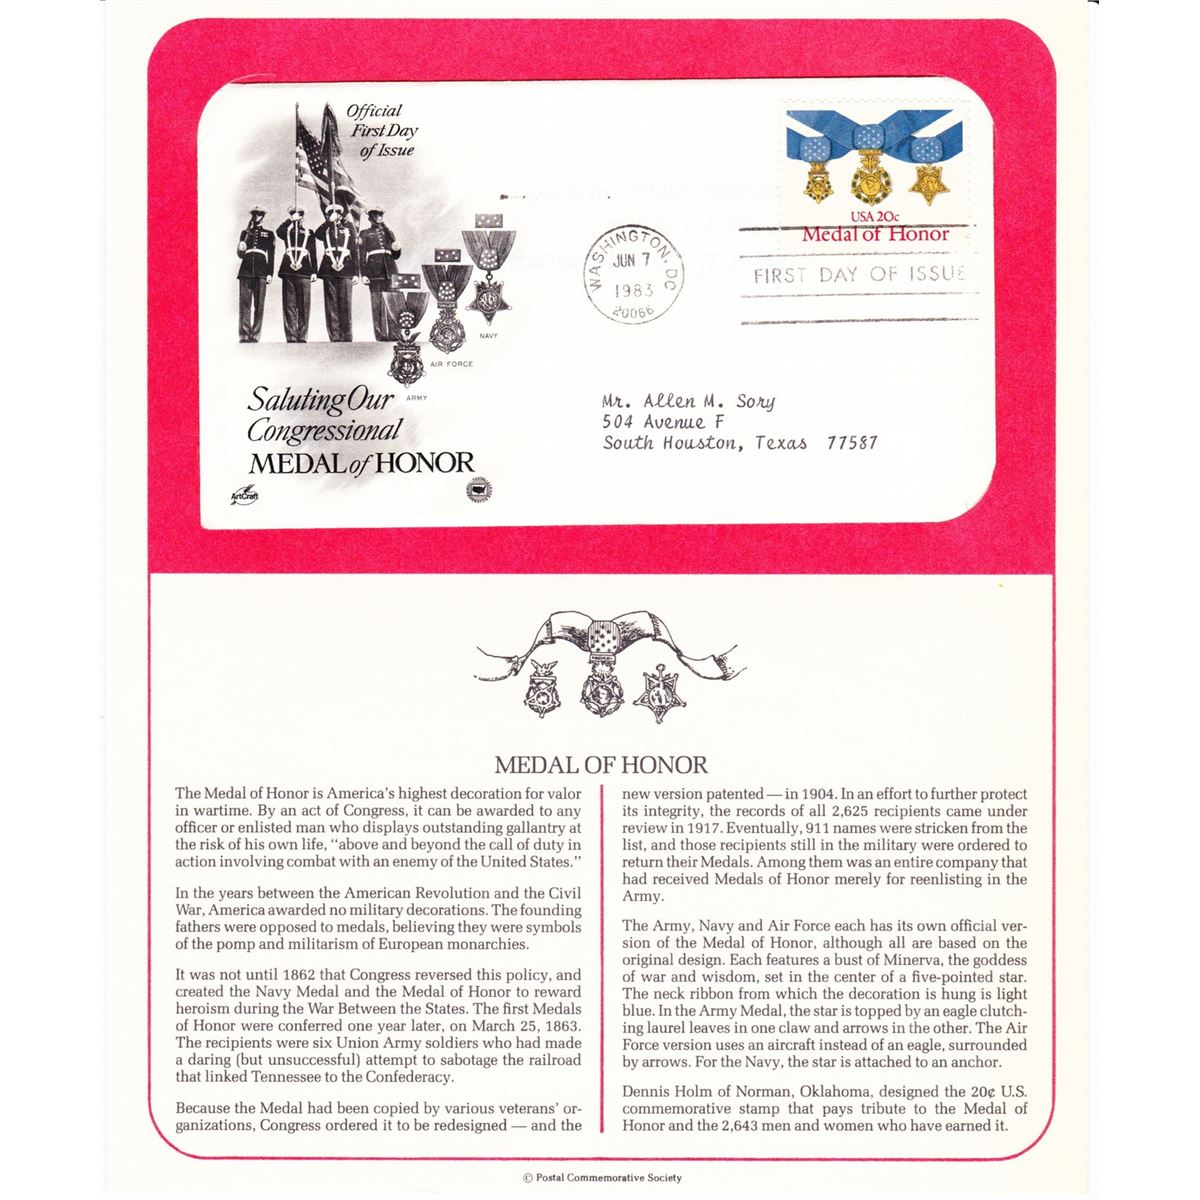 Official
First Day
of Issue
USA 20c
Medal of Honor
WASHINGTON, DC
JUN 7
1983
20066
FIRST DAY OF ISSUE
NAVY
AIR FORCE
ARMY
Saluting Our
Congressional
MEDAL of HONOR
ArtCraft
Mr. Allen M. Sory
504 Avenue F
South Houston, Texas 77587
MEDAL OF HONOR
The Medal of Honor is America's highest decoration for valor
in wartime. By an act of Congress, it can be awarded to any
officer or enlisted man who displays outstanding gallantry at
the risk of his own life, "above and beyond the call of duty in
action involving combat with an enemy of the United States."
In the years between the American Revolution and the Civil
War, America awarded no military decorations. The founding
fathers were opposed to medals, believing they were symbols
of the pomp and militarism of European monarchies.
It was not until 1862 that Congress reversed this policy, and
created the Navy Medal and the Medal of Honor to reward
heroism during the War Between the States. The first Medals
of Honor were conferred one year later, on March 25, 1863.
The recipients were six Union Army soldiers who had made
a daring (but unsuccessful) attempt to sabotage the railroad
that linked Tennessee to the Confederacy.
Because the Medal had been copied by various veterans' or-
ganizations, Congress ordered it to be redesigned — and the
new version patented — in 1904. In an effort to further protect
its integrity, the records of all 2,625 recipients came under
review in 1917. Eventually, 911 names were stricken from the
list, and those recipients still in the military were ordered to
return their Medals. Among them was an entire company that
had received Medals of Honor merely for reenlisting in the
Army.
The Army, Navy and Air Force each has its own official ver-
sion of the Medal of Honor, although all are based on the
original design. Each features a bust of Minerva, the goddess
of war and wisdom, set in the center of a five-pointed star.
The neck ribbon from which the decoration is hung is light
blue. In the Army Medal, the star is topped by an eagle clutch-
ing laurel leaves in one claw and arrows in the other. The Air
Force version uses an aircraft instead of an eagle, surrounded
by arrows. For the Navy, the star is attached to an anchor.
Dennis Holm of Norman, Oklahoma, designed the 20¢ U.S.
commemorative stamp that pays tribute to the Medal of
Honor and the 2,643 men and women who have earned it.
© Postal Commemorative Society